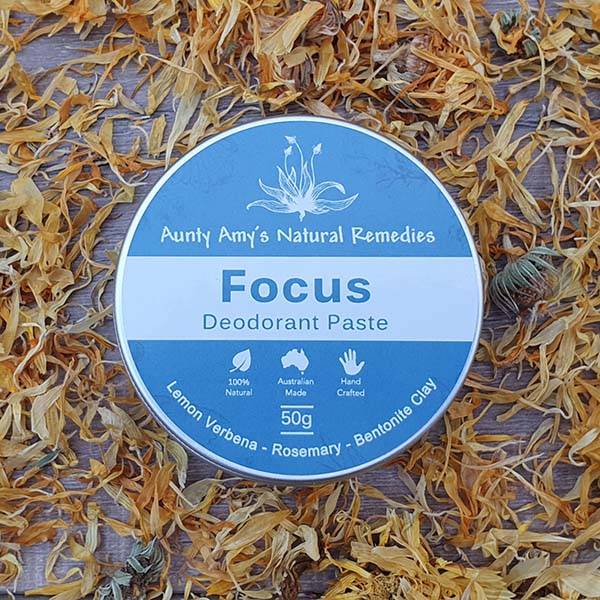 Aunty Amy's Natural Remedies
Focus
Deodorant Paste
100%
Natural
Australian
Made
Hand
Crafted
50g
Lemon Verbena - Rosemary - Bentonite Clay